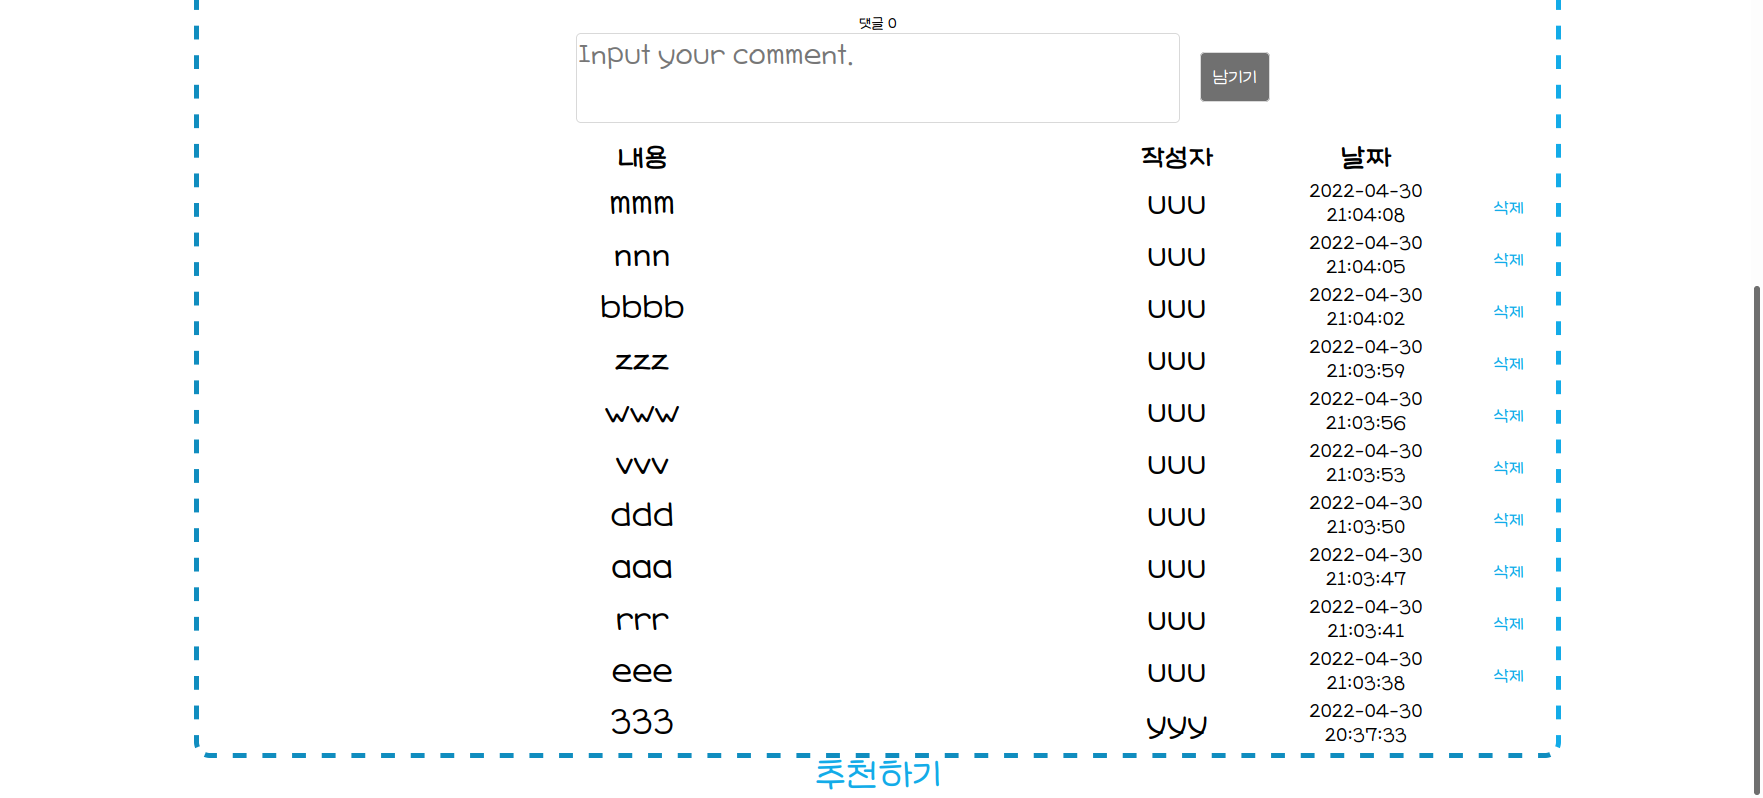 댓글 0
Input your comment.
남기기
내용 작성자 날짜
mmm uuu 2022-04-30 21:04:08 삭제
nnn uuu 2022-04-30 21:04:05 삭제
bbbb uuu 2022-04-30 21:04:02 삭제
zzz uuu 2022-04-30 21:03:59 삭제
www uuu 2022-04-30 21:03:56 삭제
vvv uuu 2022-04-30 21:03:53 삭제
ddd uuu 2022-04-30 21:03:50 삭제
aaa uuu 2022-04-30 21:03:47 삭제
rrr uuu 2022-04-30 21:03:41 삭제
eee uuu 2022-04-30 21:03:38 삭제
333 yyy 2022-04-30 20:37:33
추천하기